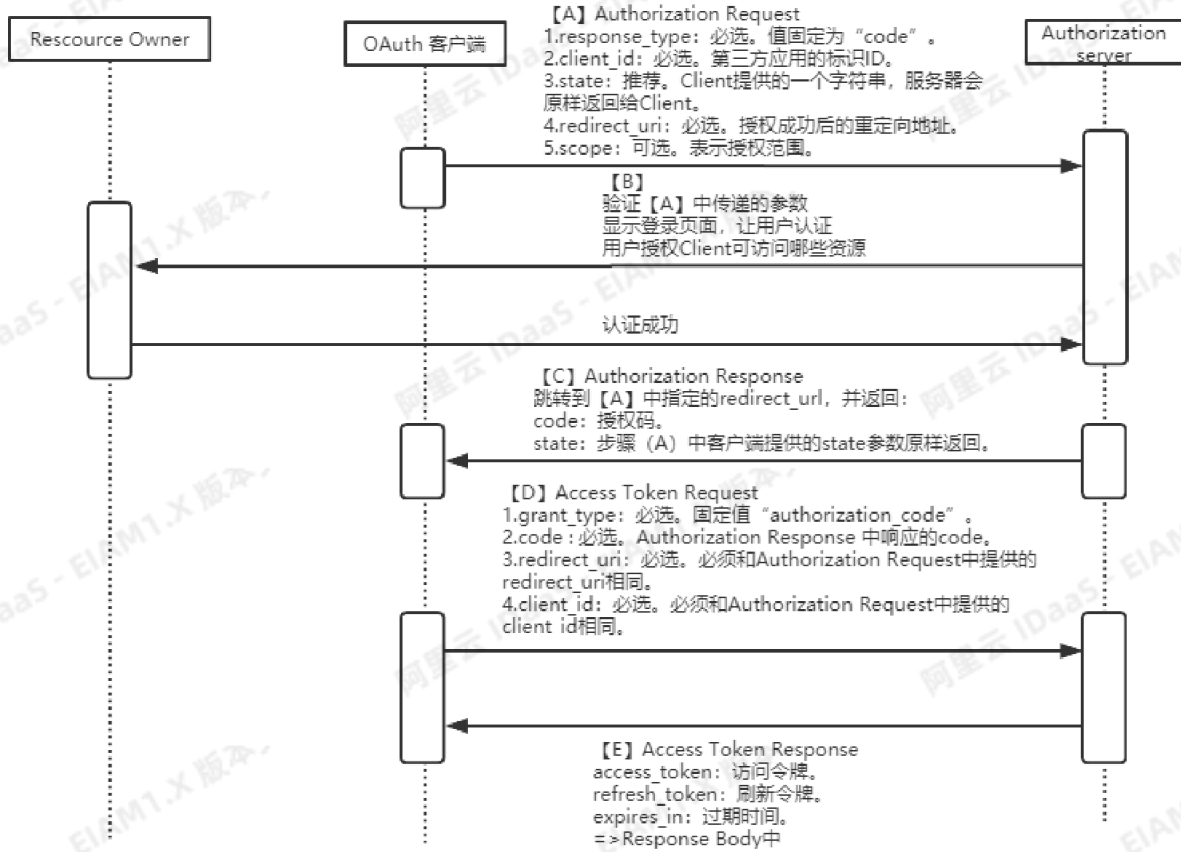 Rescource Owner
OAuth 客户端
Authorization
server
【A】Authorization Request
1.response_type：必选。值固定为“code”。
2.client_id：必选。第三方应用的标识ID。
3.state：推荐。Client提供的一个字符串，服务器会
原样返回给Client。
4.redirect_uri：必选。授权成功后的重定向地址。
5.scope：可选。表示授权范围。
【B】
验证【A】中传递的参数
显示登录页面，让用户认证
用户授权Client可访问哪些资源
认证成功
【C】Authorization Response
跳转到【A】中指定的redirect_url，并返回：
code：授权码。
state：步骤（A）中客户端提供的state参数原样返回。
【D】Access Token Request
1.grant_type：必选。固定值“authorization_code”。
2.code：必选。Authorization Response 中响应的code。
3.redirect_uri：必选。必须和Authorization Request中提供的
redirect_uri相同。
4.client_id：必选。必须和Authorization Request中提供的
client id相同。
【E】Access Token Response
access_token：访问令牌。
refresh_token：刷新令牌。
expires_in：过期时间。
=>Response Body中
阿里云 IDaaS - EIAM1.X 版本